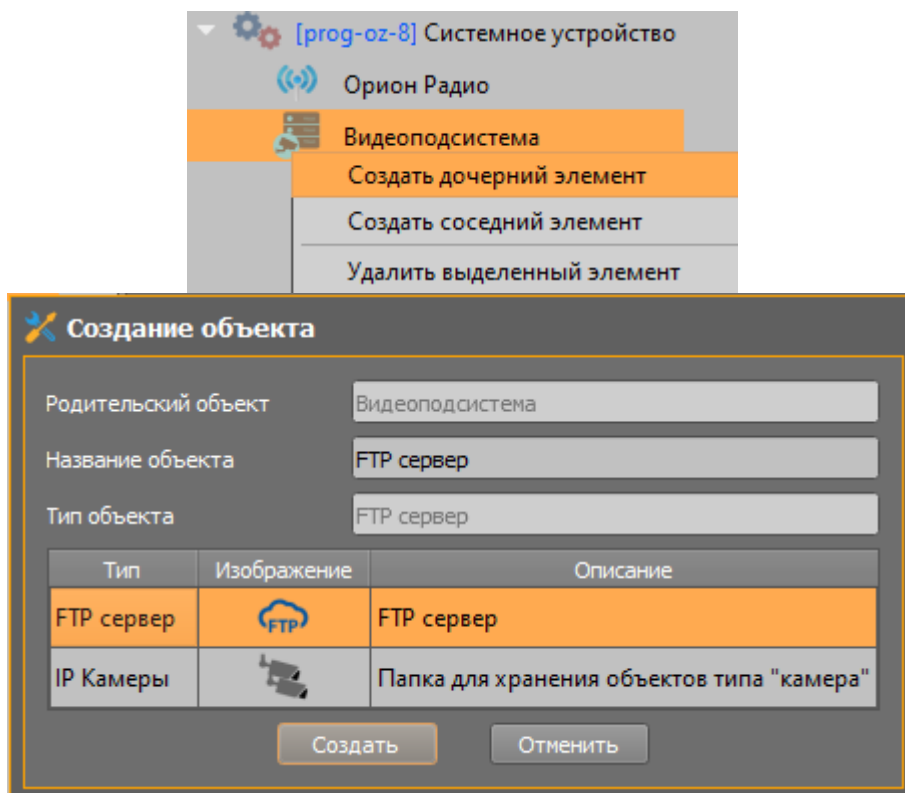 [prog-oz-8] Системное устройство
Орион Радио
Видеоподсистема
Создать дочерний элемент
Создать соседний элемент
Удалить выделенный элемент
Создание объекта
Родительский объект Видеоподсистема
Название объекта FTP сервер
Тип объекта FTP сервер
Тип Изображение Описание
FTP сервер FTP FTP сервер
IP Камеры Папка для хранения объектов типа "камера"
Создать Отменить